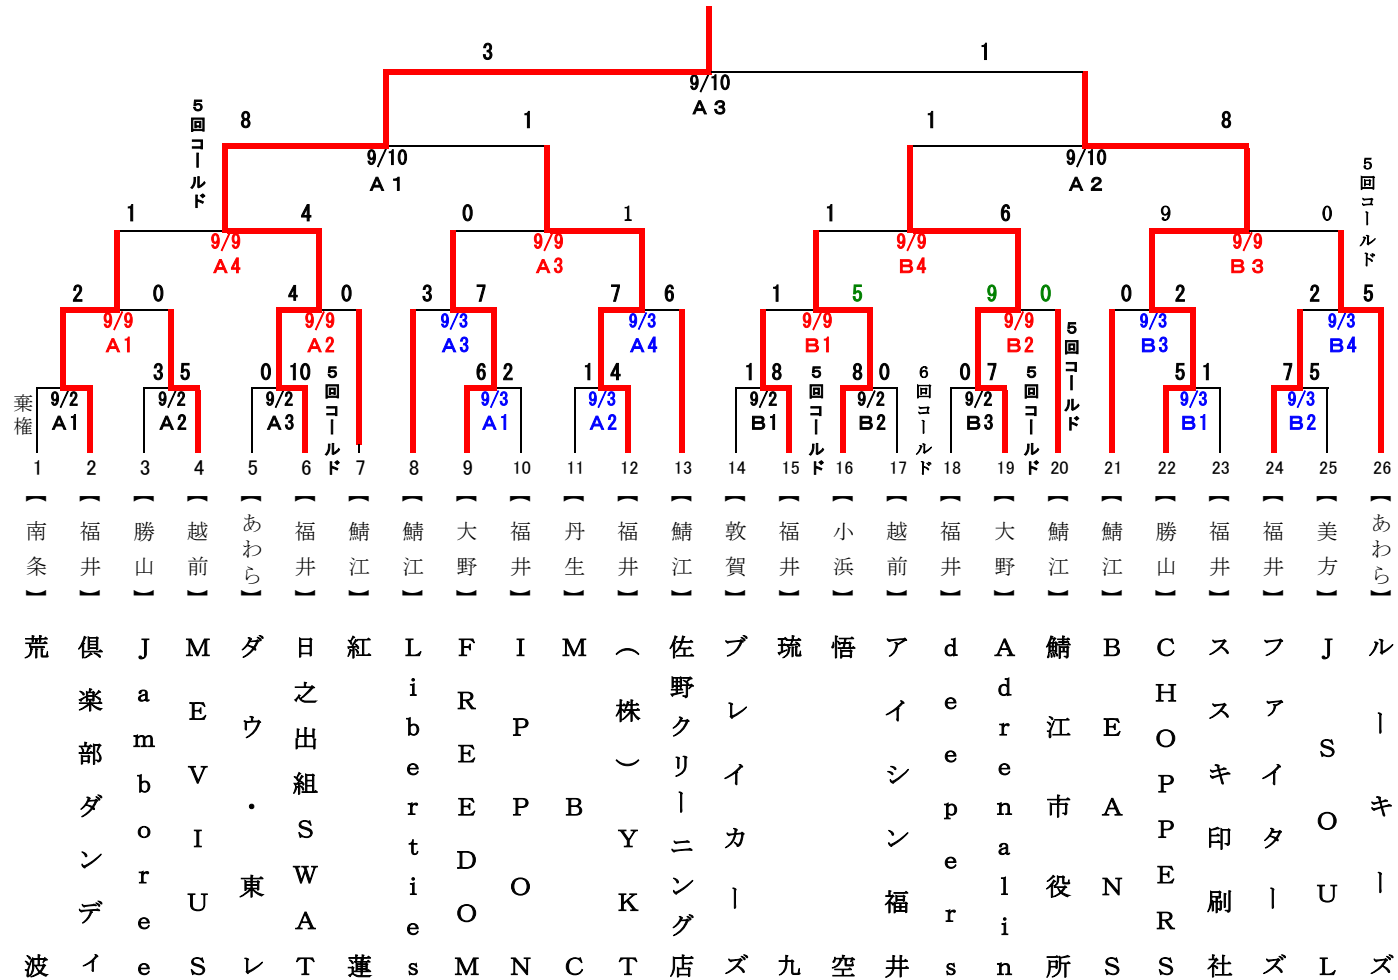 3 1
9/10
A3
5回コールド
8 1 1 8
9/10 9/10
A1 A2
5回コールド
1 4 0 1 1 6 9 0
9/9 9/9 9/9 9/9
A4 A3 B4 B3
2 0 4 0 3 7 7 6 1 5 9 0 0 2 2 5
9/9 9/9 9/3 9/3 9/9 9/9 9/3 9/3
A1 A2 A3 A4 B1 B2 B3 B4
5回コールド
3 5 0 10 6 2 1 4 1 8 8 0 0 7 5 1 7 5
棄権
9/2 9/2 9/2 9/3 9/3 9/2 9/2 9/2 9/3 9/3
A1 A2 A3 A1 A2 B1 B2 B3 B1 B2
5回コールド
5回コールド
6回コールド
5回コールド
1 【南条】 荒波
2 【福井】 倶楽部ダンディ
3 【勝山】 Jamboree
4 【越前】 MEVIUS
5 【あわら】 ダウ・東レ
6 【福井】 日之出組SWAT
7 【鯖江】 紅蓮
8 【鯖江】 Liberties
9 【大野】 FREEDOM
10 【福井】 IPPON
11 【丹生】 MBC
12 【福井】 (株)YKT
13 【鯖江】 佐野クリーニング店
14 【敦賀】 ブレイカーズ
15 【福井】 琉九
16 【小浜】 悟空
17 【越前】 アイシン福井
18 【福井】 deepers
19 【大野】 Adrenalin
20 【鯖江】 鯖江市役所
21 【鯖江】 BEANS
22 【勝山】 CHOPPERS
23 【福井】 ススキ印刷社
24 【福井】 ファイターズ
25 【美方】 JSOUL
26 【あわら】 ルーキーズ